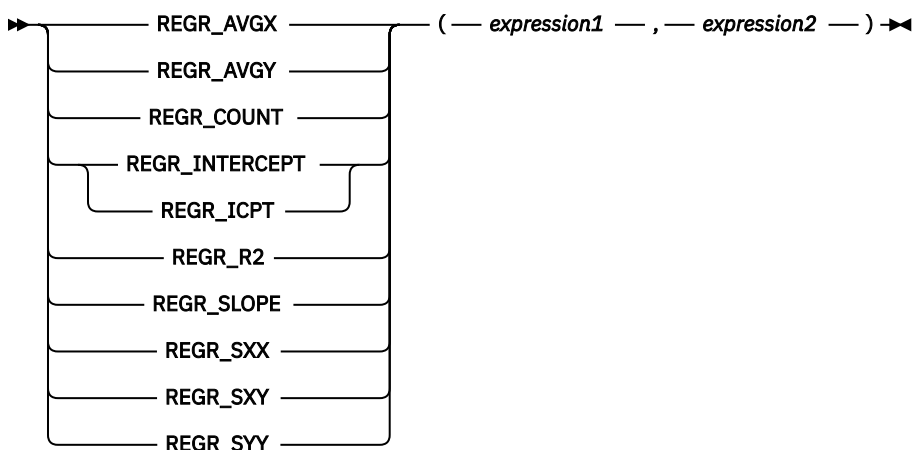 REGR_AVGX ( expression1 , expression2 )
REGR_AVGY
REGR_COUNT
REGR_INTERCEPT
REGR_ICPT
REGR_R2
REGR_SLOPE
REGR_SXX
REGR_SXY
REGR_SYY